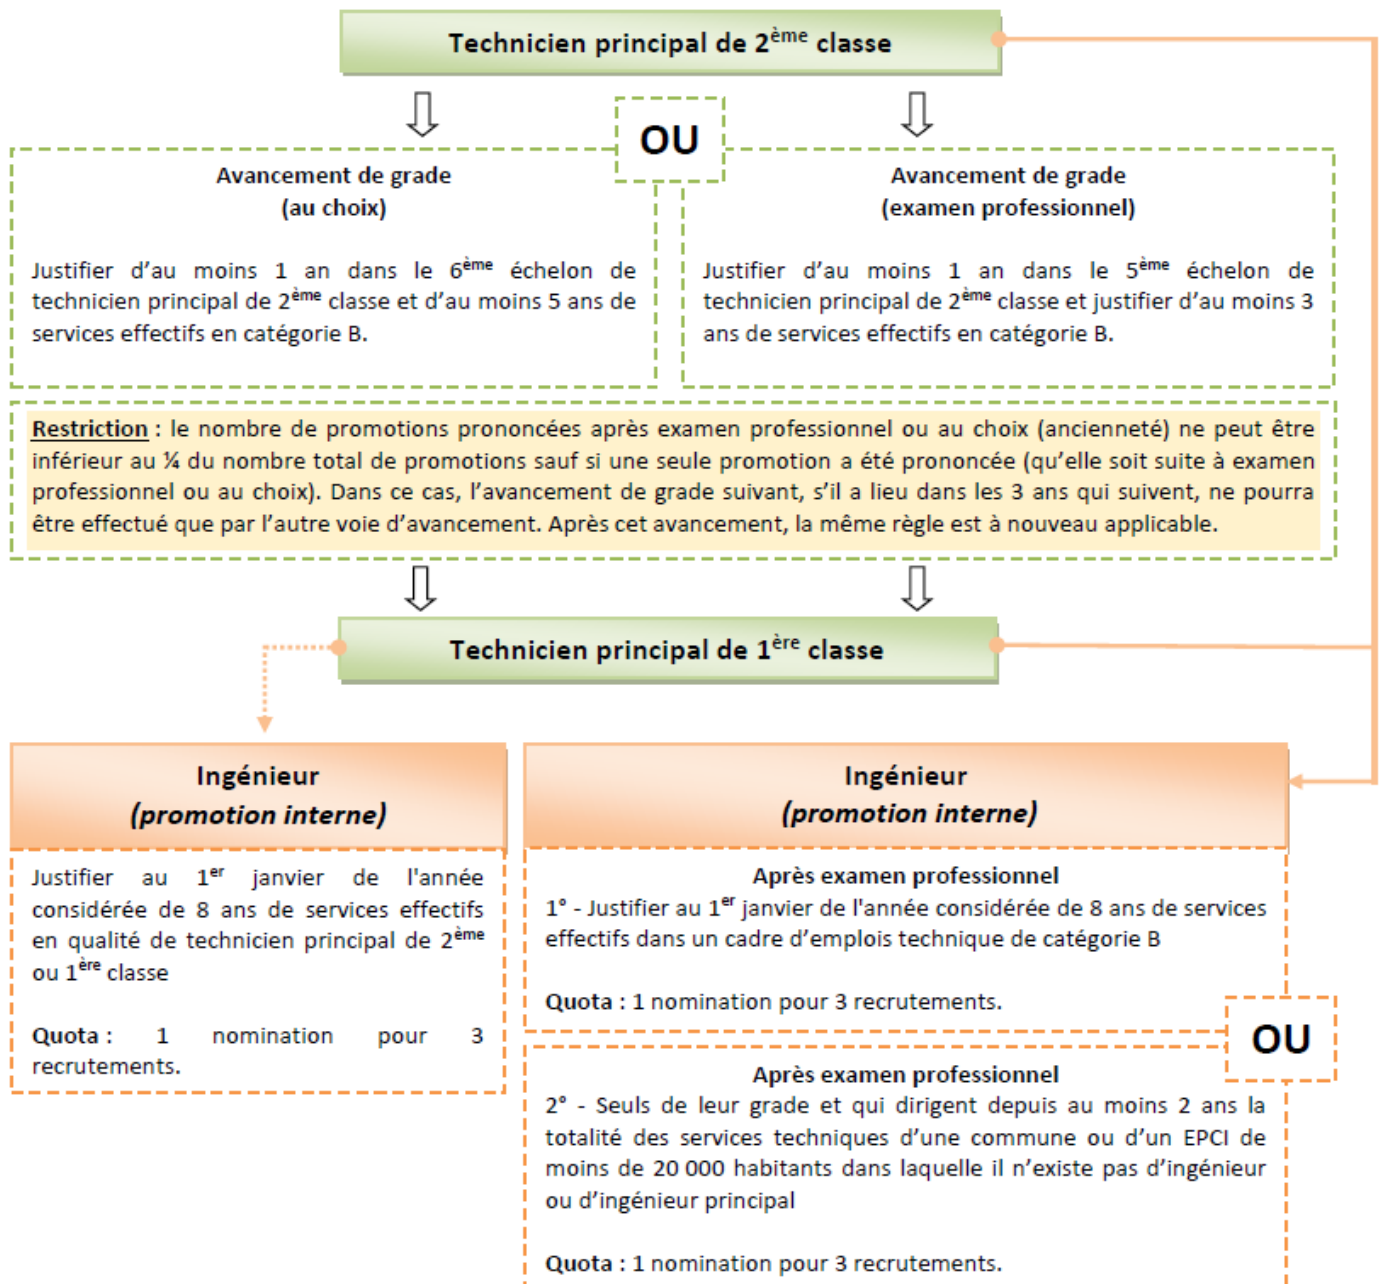 Technicien principal de 2ème classe
OU
Avancement de grade
(au choix)
Justifier d’au moins 1 an dans le 6ème échelon de
technicien principal de 2ème classe et d’au moins 5 ans de
services effectifs en catégorie B.
Avancement de grade
(examen professionnel)
Justifier d’au moins 1 an dans le 5ème échelon de
technicien principal de 2ème classe et justifier d’au moins 3
ans de services effectifs en catégorie B.
Restriction : le nombre de promotions prononcées après examen professionnel ou au choix (ancienneté) ne peut être
inférieur au ¼ du nombre total de promotions sauf si une seule promotion a été prononcée (qu’elle soit suite à examen
professionnel ou au choix). Dans ce cas, l’avancement de grade suivant, s’il a lieu dans les 3 ans qui suivent, ne pourra
être effectué que par l’autre voie d’avancement. Après cet avancement, la même règle est à nouveau applicable.
Technicien principal de 1ère classe
Ingénieur
(promotion interne)
Justifier au 1er janvier de l'année
considérée de 8 ans de services effectifs
en qualité de technicien principal de 2ème
ou 1ère classe
Quota : 1 nomination pour 3
recrutements.
Ingénieur
(promotion interne)
Après examen professionnel
1° - Justifier au 1er janvier de l'année considérée de 8 ans de services
effectifs dans un cadre d’emplois technique de catégorie B
Quota : 1 nomination pour 3 recrutements.
OU
Après examen professionnel
2° - Seuls de leur grade et qui dirigent depuis au moins 2 ans la
totalité des services techniques d’une commune ou d’un EPCI de
moins de 20 000 habitants dans laquelle il n’existe pas d’ingénieur
ou d’ingénieur principal
Quota : 1 nomination pour 3 recrutements.